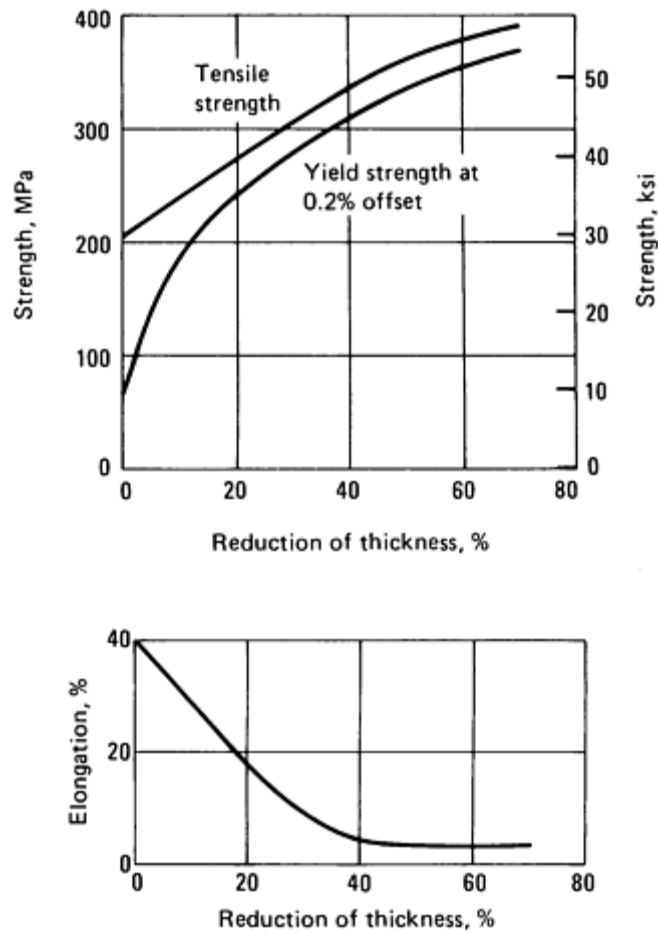 400
300
200
100
0
Strength, MPa
Tensile
strength
Yield strength at
0.2% offset
50
40
30
20
10
0
Strength, ksi
0 20 40 60 80
Reduction of thickness, %
40
20
0
Elongation, %
0 20 40 60 80
Reduction of thickness, %